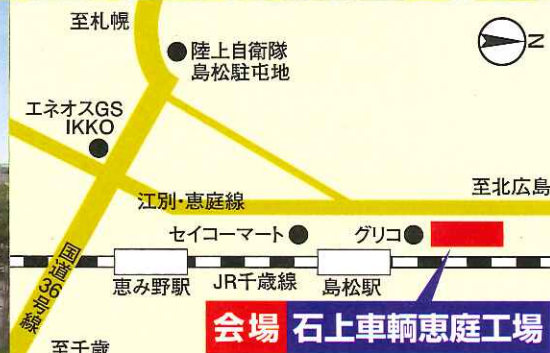 至札幌
陸上自衛隊
島松駐屯地
N
エネオスGS
IKKO
江別・恵庭線
至北広島
セイコーマート
グリコ
国道36号線
恵み野駅
JR千歳線
島松駅
会場 石上車輌恵庭工場
至千歳